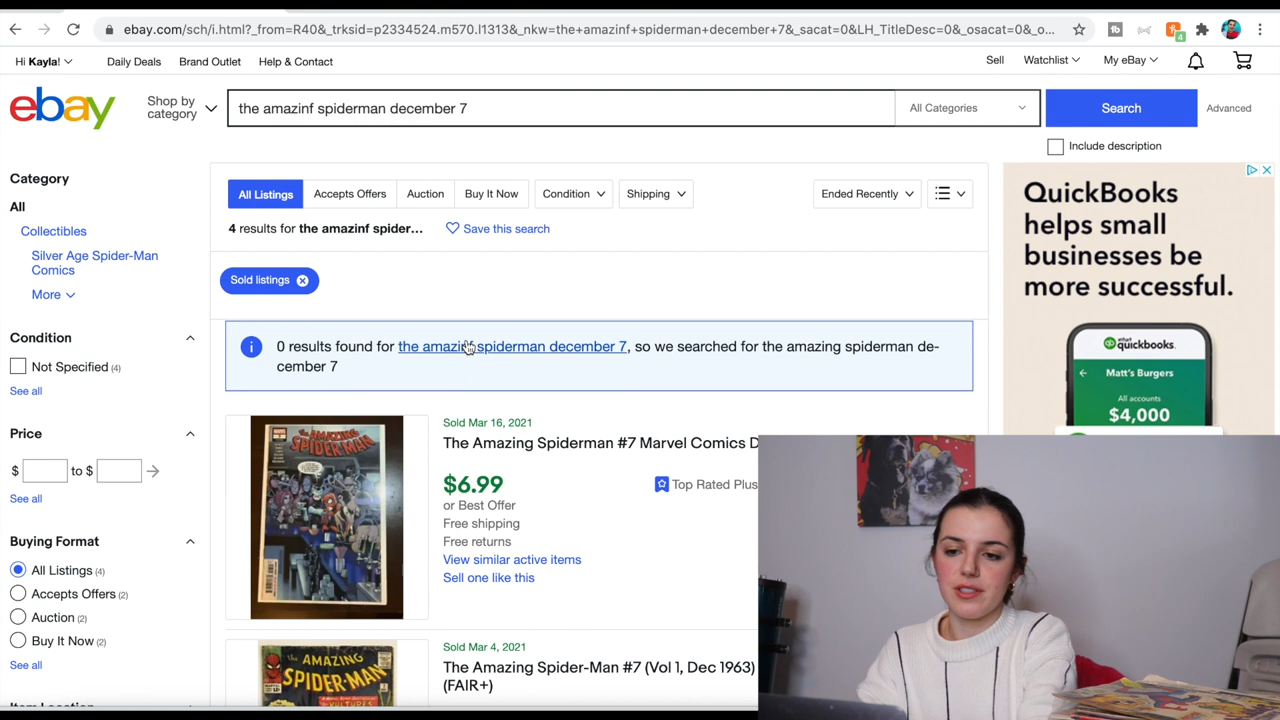 ebay.com/sch/i.html?_from=R40&_trksid=p2334524.m570.l1313&_nkw=the+amazinf+spiderman+december+7&_sacat=0&LH_TitleDesc=0&_osacat=0&_o...
4
Hi Kayla!
Daily Deals
Brand Outlet
Help & Contact
Sell
Watchlist
My eBay
ebay
Shop by
category
the amazinf spiderman december 7
All Categories
Search
Advanced
Include description
Category
All
Collectibles
Silver Age Spider-Man
Comics
More
Condition
Not Specified (4)
See all
Price
$ to $
See all
Buying Format
All Listings (4)
Accepts Offers (2)
Auction (2)
Buy It Now (2)
See all
All Listings
Accepts Offers
Auction
Buy It Now
Condition
Shipping
Ended Recently
4 results for the amazinf spider...
Save this search
Sold listings
0 results found for the amazinf spiderman december 7, so we searched for the amazing spiderman de-
cember 7
Sold Mar 16, 2021
The Amazing Spiderman #7 Marvel Comics D
$6.99
or Best Offer
Free shipping
Free returns
View similar active items
Sell one like this
Top Rated Plus
AMAZING
SPIDER-MAN
Sold Mar 4, 2021
The Amazing Spider-Man #7 (Vol 1, Dec 1963)
(FAIR+)
the AMAZING
SPIDER-MAN
QuickBooks
helps small
businesses be
more successful.
quickbooks.
Matt's Burgers
All accounts
$4,000